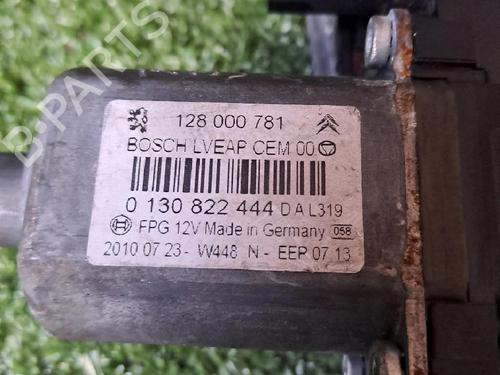 128 000 781
BOSCH LVEAP CEM 00
0 130 822 444 D A L319
FPG 12V Made in Germany 058
2010 07 23- W448 N - EEP 07 13
B-PARTS